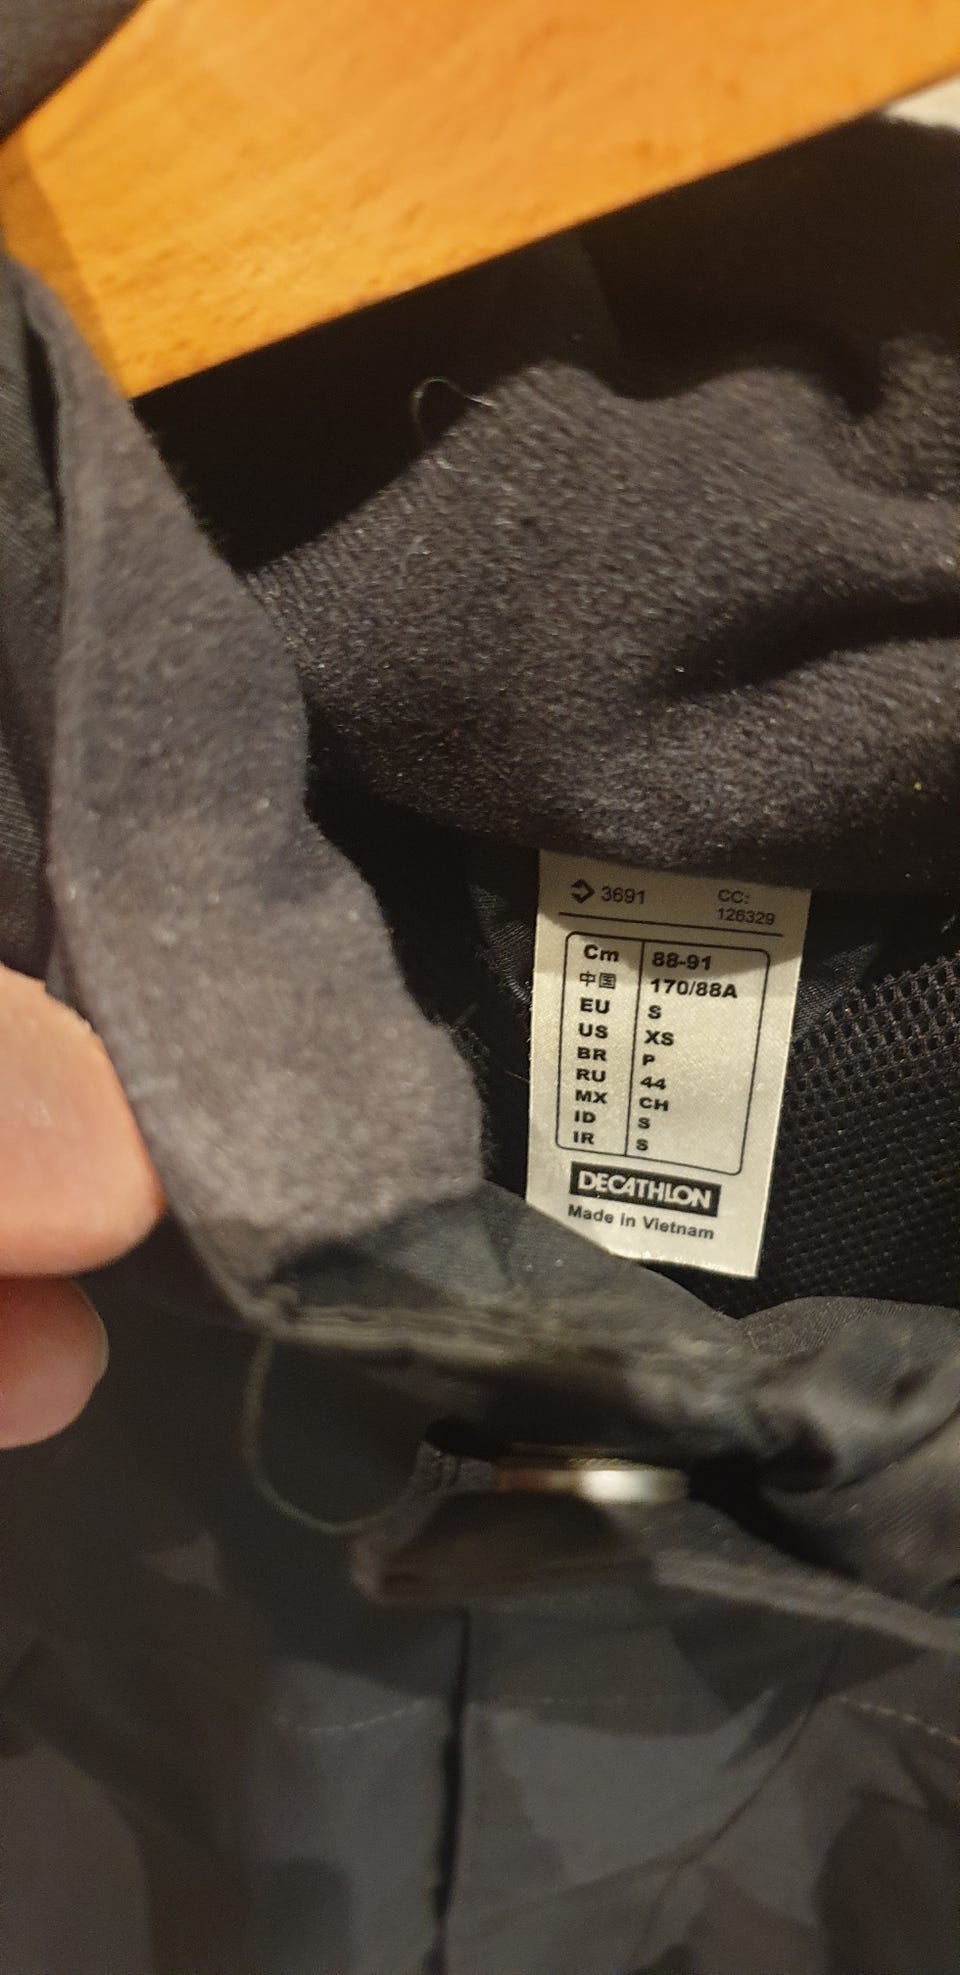 3691 CC:
126329
Cm 88-91
中国 170/88A
EU S
US XS
BR P
RU 44
MX CH
ID S
IR S
DECATHLON
Made in Vietnam